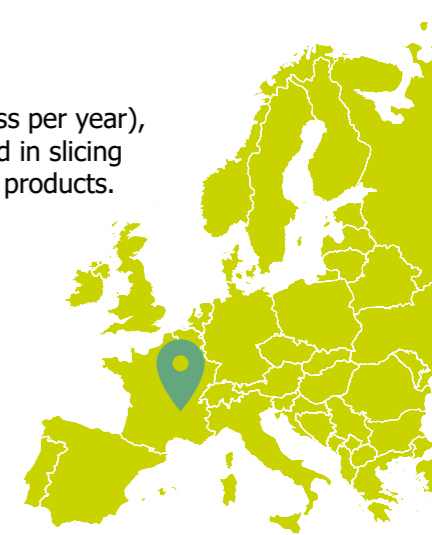 ss per year),
d in slicing
products.